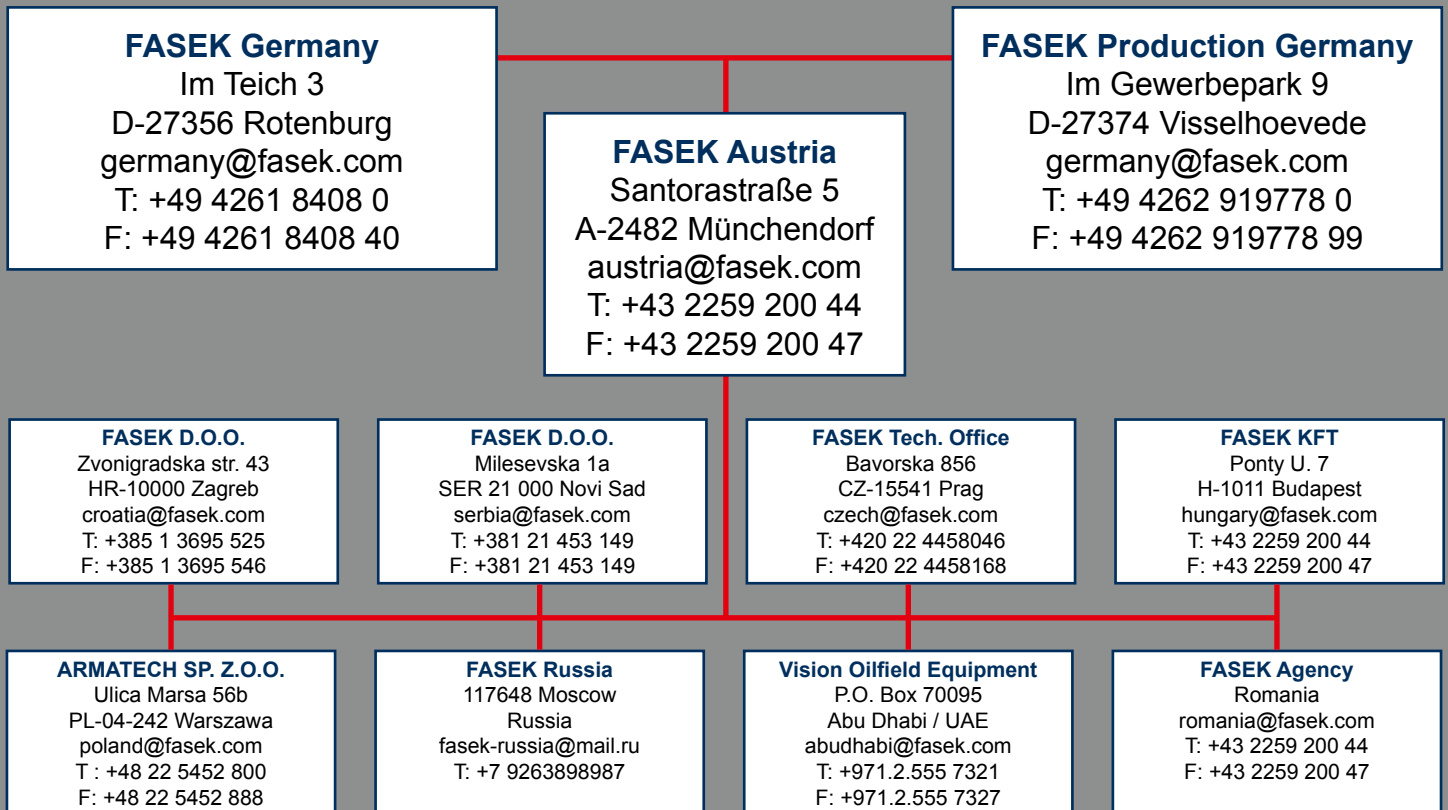 FASEK Germany
Im Teich 3
D-27356 Rotenburg
germany@fasek.com
T: +49 4261 8408 0
F: +49 4261 8408 40
FASEK Production Germany
Im Gewerbepark 9
D-27374 Visselhoevede
germany@fasek.com
T: +49 4262 919778 0
F: +49 4262 919778 99
FASEK Austria
Santorastraße 5
A-2482 Münchendorf
austria@fasek.com
T: +43 2259 200 44
F: +43 2259 200 47
FASEK D.O.O.
Zvonigradska str. 43
HR-10000 Zagreb
croatia@fasek.com
T: +385 1 3695 525
F: +385 1 3695 546
FASEK D.O.O.
Milesevska 1a
SER 21 000 Novi Sad
serbia@fasek.com
T: +381 21 453 149
F: +381 21 453 149
FASEK Tech. Office
Bavorska 856
CZ-15541 Prag
czech@fasek.com
T: +420 22 4458046
F: +420 22 4458168
FASEK KFT
Ponty U. 7
H-1011 Budapest
hungary@fasek.com
T: +43 2259 200 44
F: +43 2259 200 47
ARMATECH SP. Z.O.O.
Ulica Marsa 56b
PL-04-242 Warszawa
poland@fasek.com
T : +48 22 5452 800
F: +48 22 5452 888
FASEK Russia
117648 Moscow
Russia
fasek-russia@mail.ru
T: +7 9263898987
Vision Oilfield Equipment
P.O. Box 70095
Abu Dhabi / UAE
abudhabi@fasek.com
T: +971.2.555 7321
F: +971.2.555 7327
FASEK Agency
Romania
romania@fasek.com
T: +43 2259 200 44
F: +43 2259 200 47